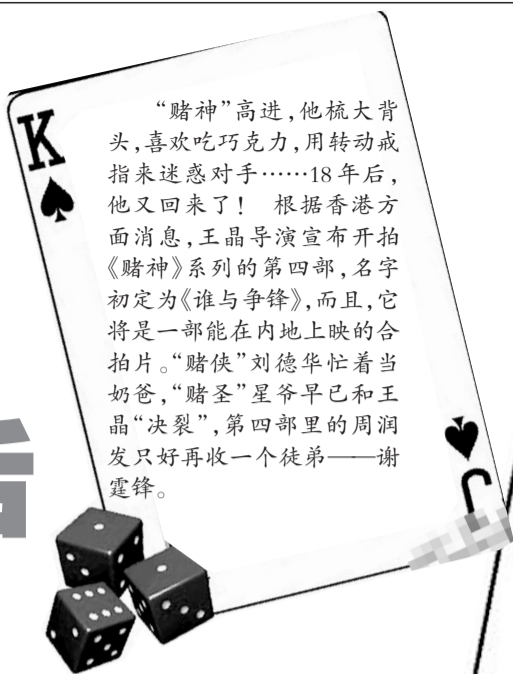 K
“赌神”高进,他梳大背
头,喜欢吃巧克力,用转动戒
指来迷惑对手……18年后,
他又回来了! 根据香港方
面消息,王晶导演宣布开拍
《赌神》系列的第四部,名字
初定为《谁与争锋》,而且,它
将是一部能在内地上映的合
拍片。“赌侠”刘德华忙着当
奶爸,“赌圣”星爷早已和王
晶“决裂”,第四部里的周润
发只好再收一个徒弟——谢
霆锋。